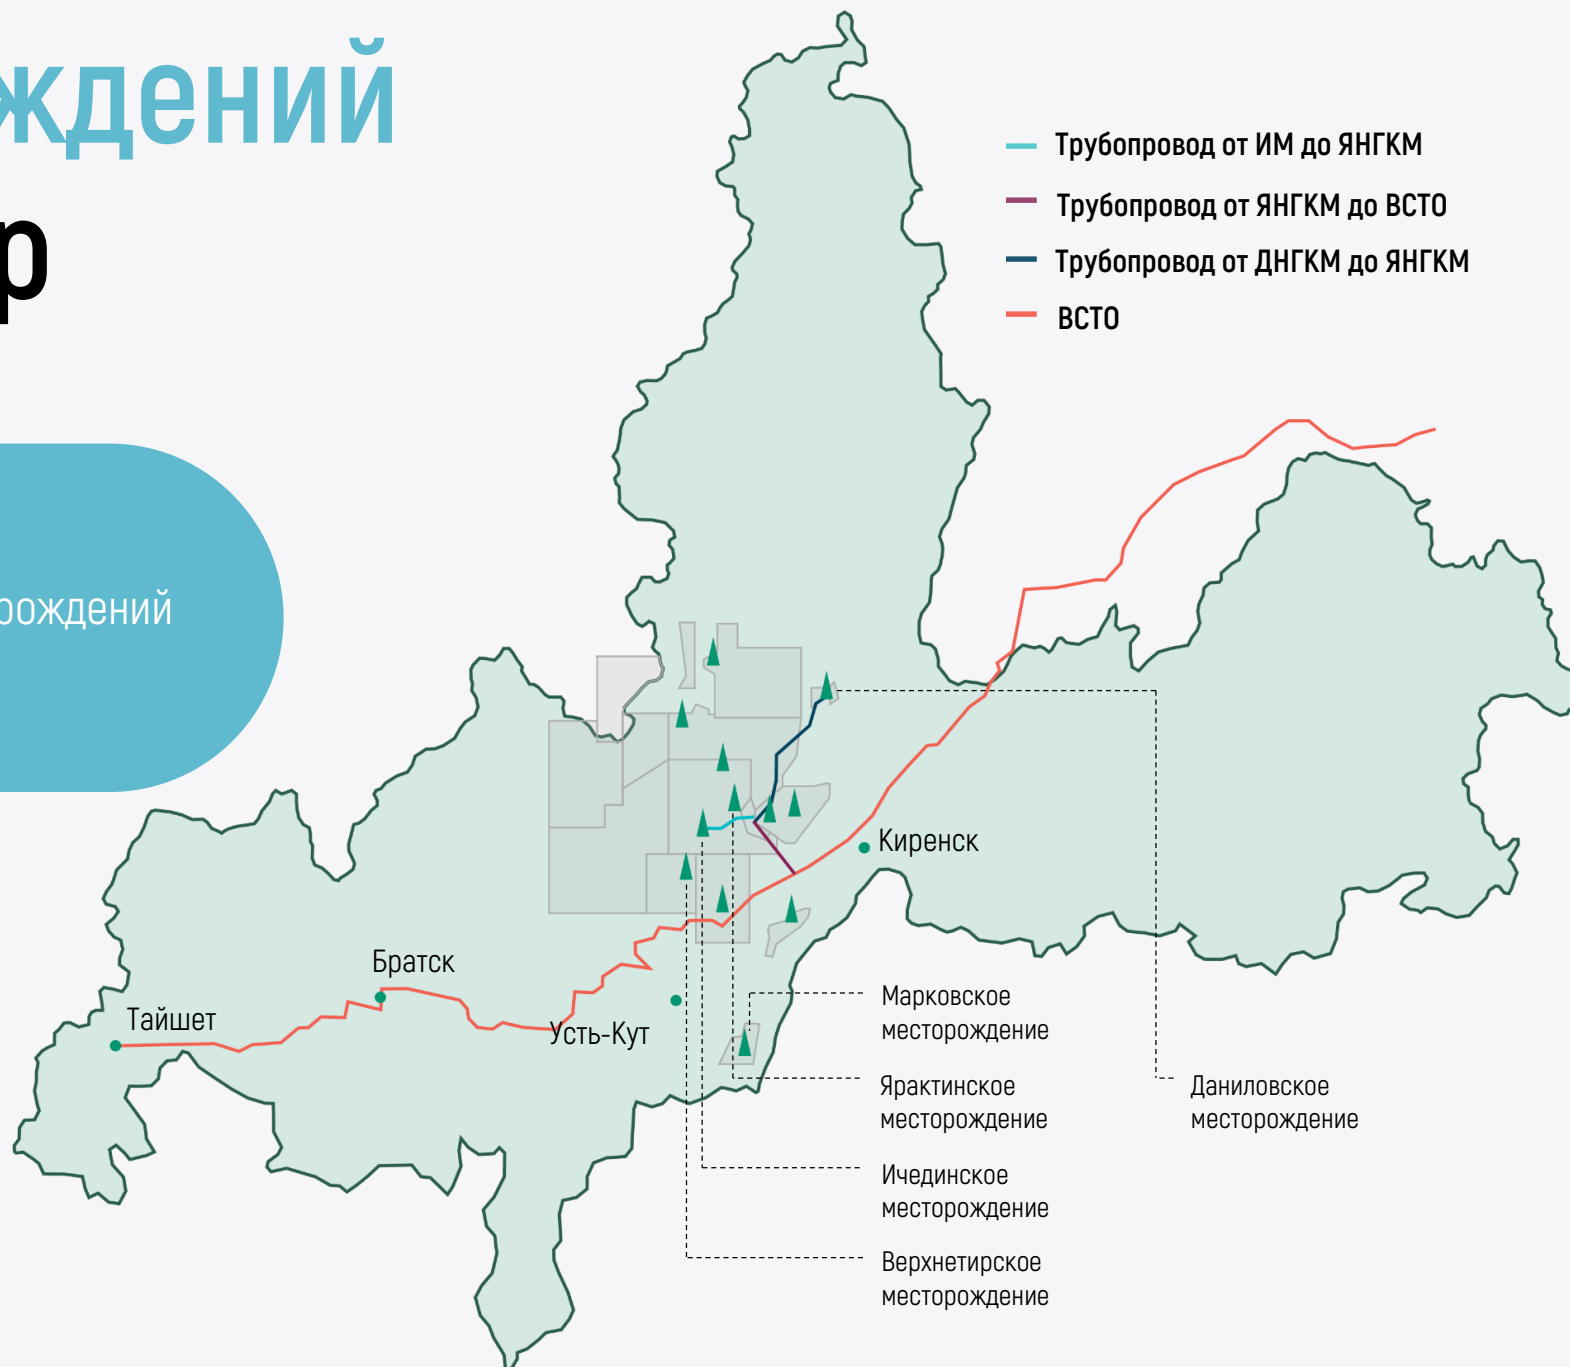 ждений
р
рождений
Трубопровод от ИМ до ЯНГКМ
Трубопровод от ЯНГКМ до ВСТО
Трубопровод от ДНГКМ до ЯНГКМ
ВСТО
Киренск
Братск
Тайшет
Усть-Кут
Марковское
месторождение
Ярактинское
месторождение
Даниловское
месторождение
Ичединское
месторождение
Верхнетирское
месторождение